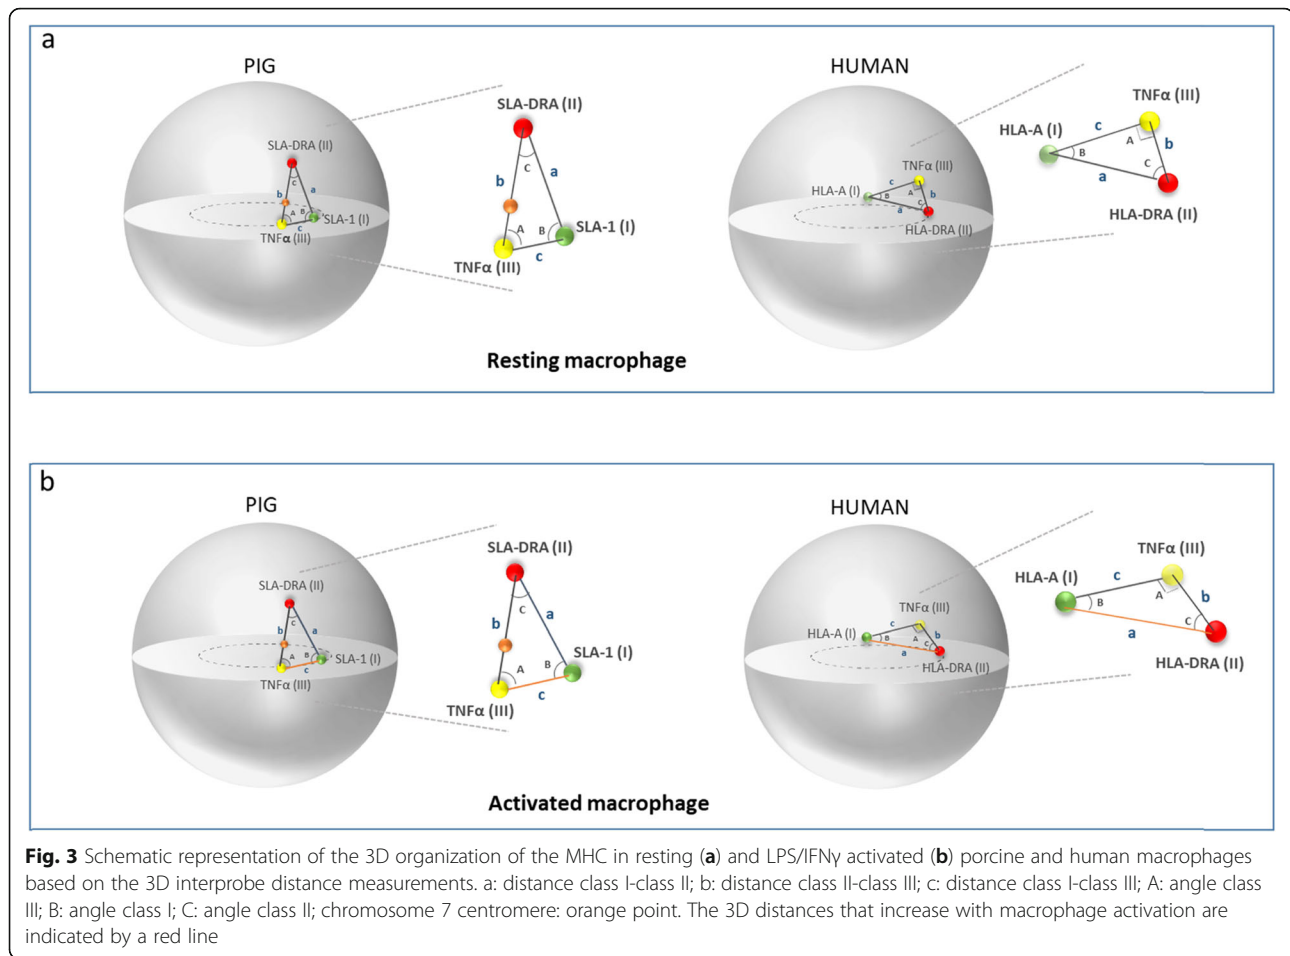 a
PIG
HUMAN
SLA-DRA (II)
SLA-DRA (II)
C
b
a
A
B
SLA-1 (I)
c
TNFα (III)
C
b
a
A
B
SLA-1 (I)
TNFα (III)
c
TNFα (III)
HLA-A (I)
c
A
B
b
C
a
HLA-DRA (II)
TNFα (III)
HLA-A (I)
c
B
A
b
C
a
HLA-DRA (II)
Resting macrophage
b
PIG
HUMAN
SLA-DRA (II)
SLA-DRA (II)
C
b
a
A
B
SLA-1 (I)
c
TNFα (III)
C
b
a
A
B
SLA-1 (I)
c
TNFα (III)
TNFα (III)
HLA-A (I)
c
B
A
b
C
a
HLA-DRA (II)
TNFα (III)
HLA-A (I)
c
B
A
b
C
a
HLA-DRA (II)
Activated macrophage
Fig. 3 Schematic representation of the 3D organization of the MHC in resting (a) and LPS/IFNγ activated (b) porcine and human macrophages
based on the 3D interprobe distance measurements. a: distance class I-class II; b: distance class II-class III; c: distance class I-class III; A: angle class
III; B: angle class I; C: angle class II; chromosome 7 centromere: orange point. The 3D distances that increase with macrophage activation are
indicated by a red line